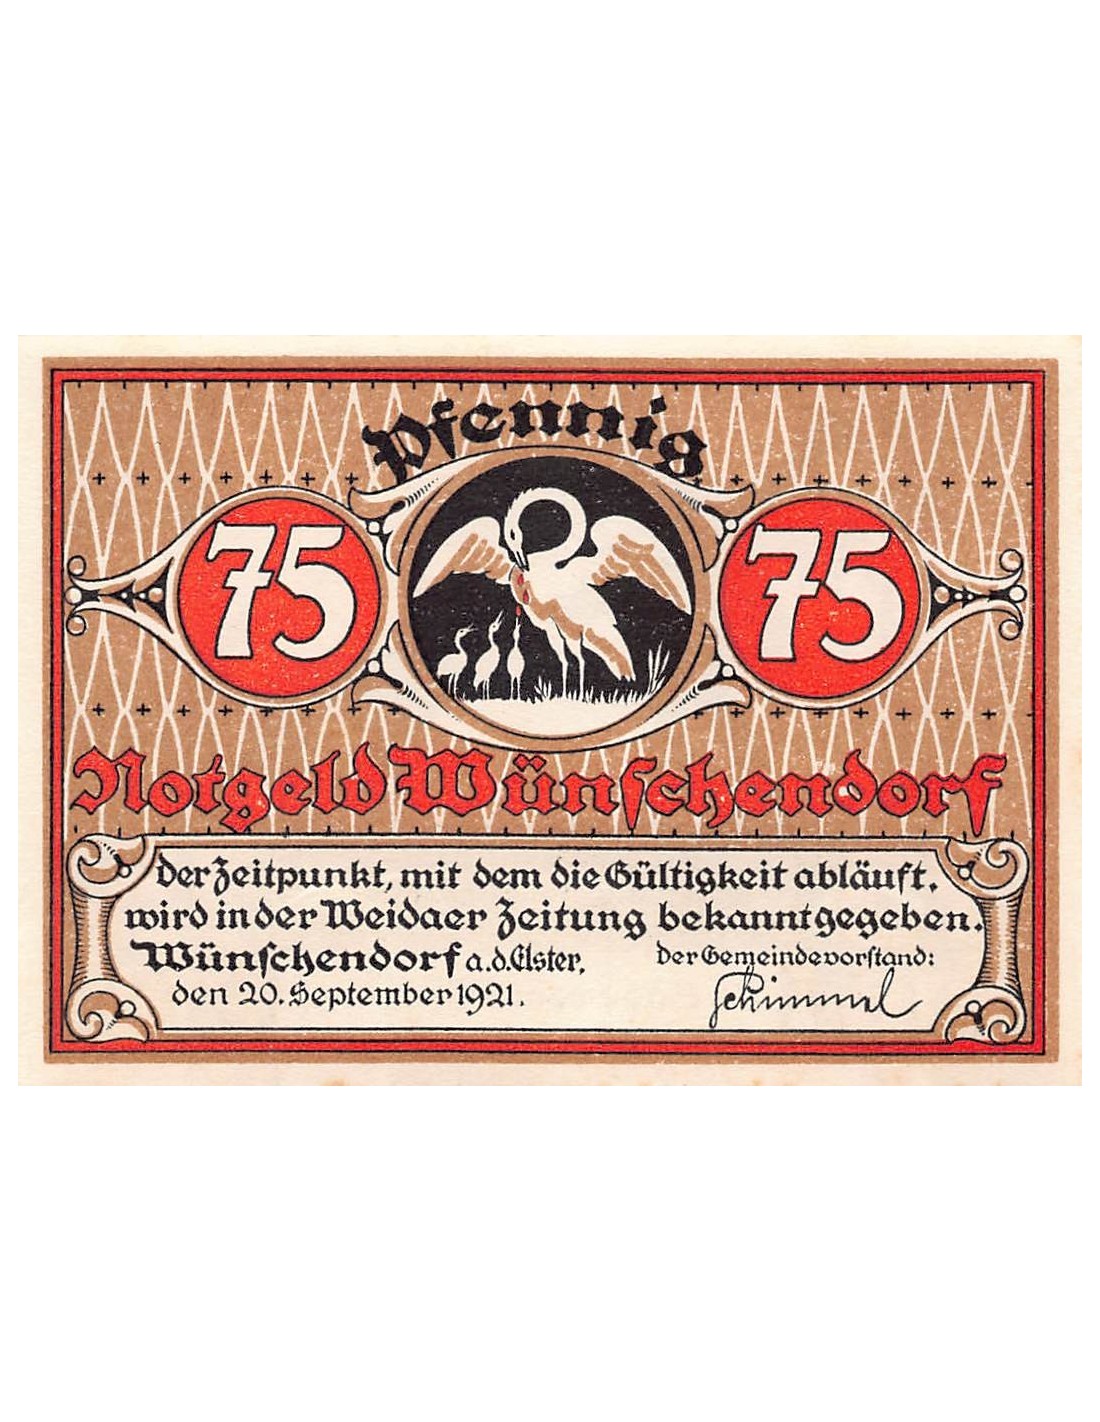 Pfennig
75 75
Notgeld Wünschendorf
Der Zeitpunkt, mit dem die Gültigkeit abläuft,
wird in der Weidaer Zeitung bekanntgegeben.
Wünschendorf a.d.Elster, der Gemeindevorstand:
den 20. September 1921. Schimmel